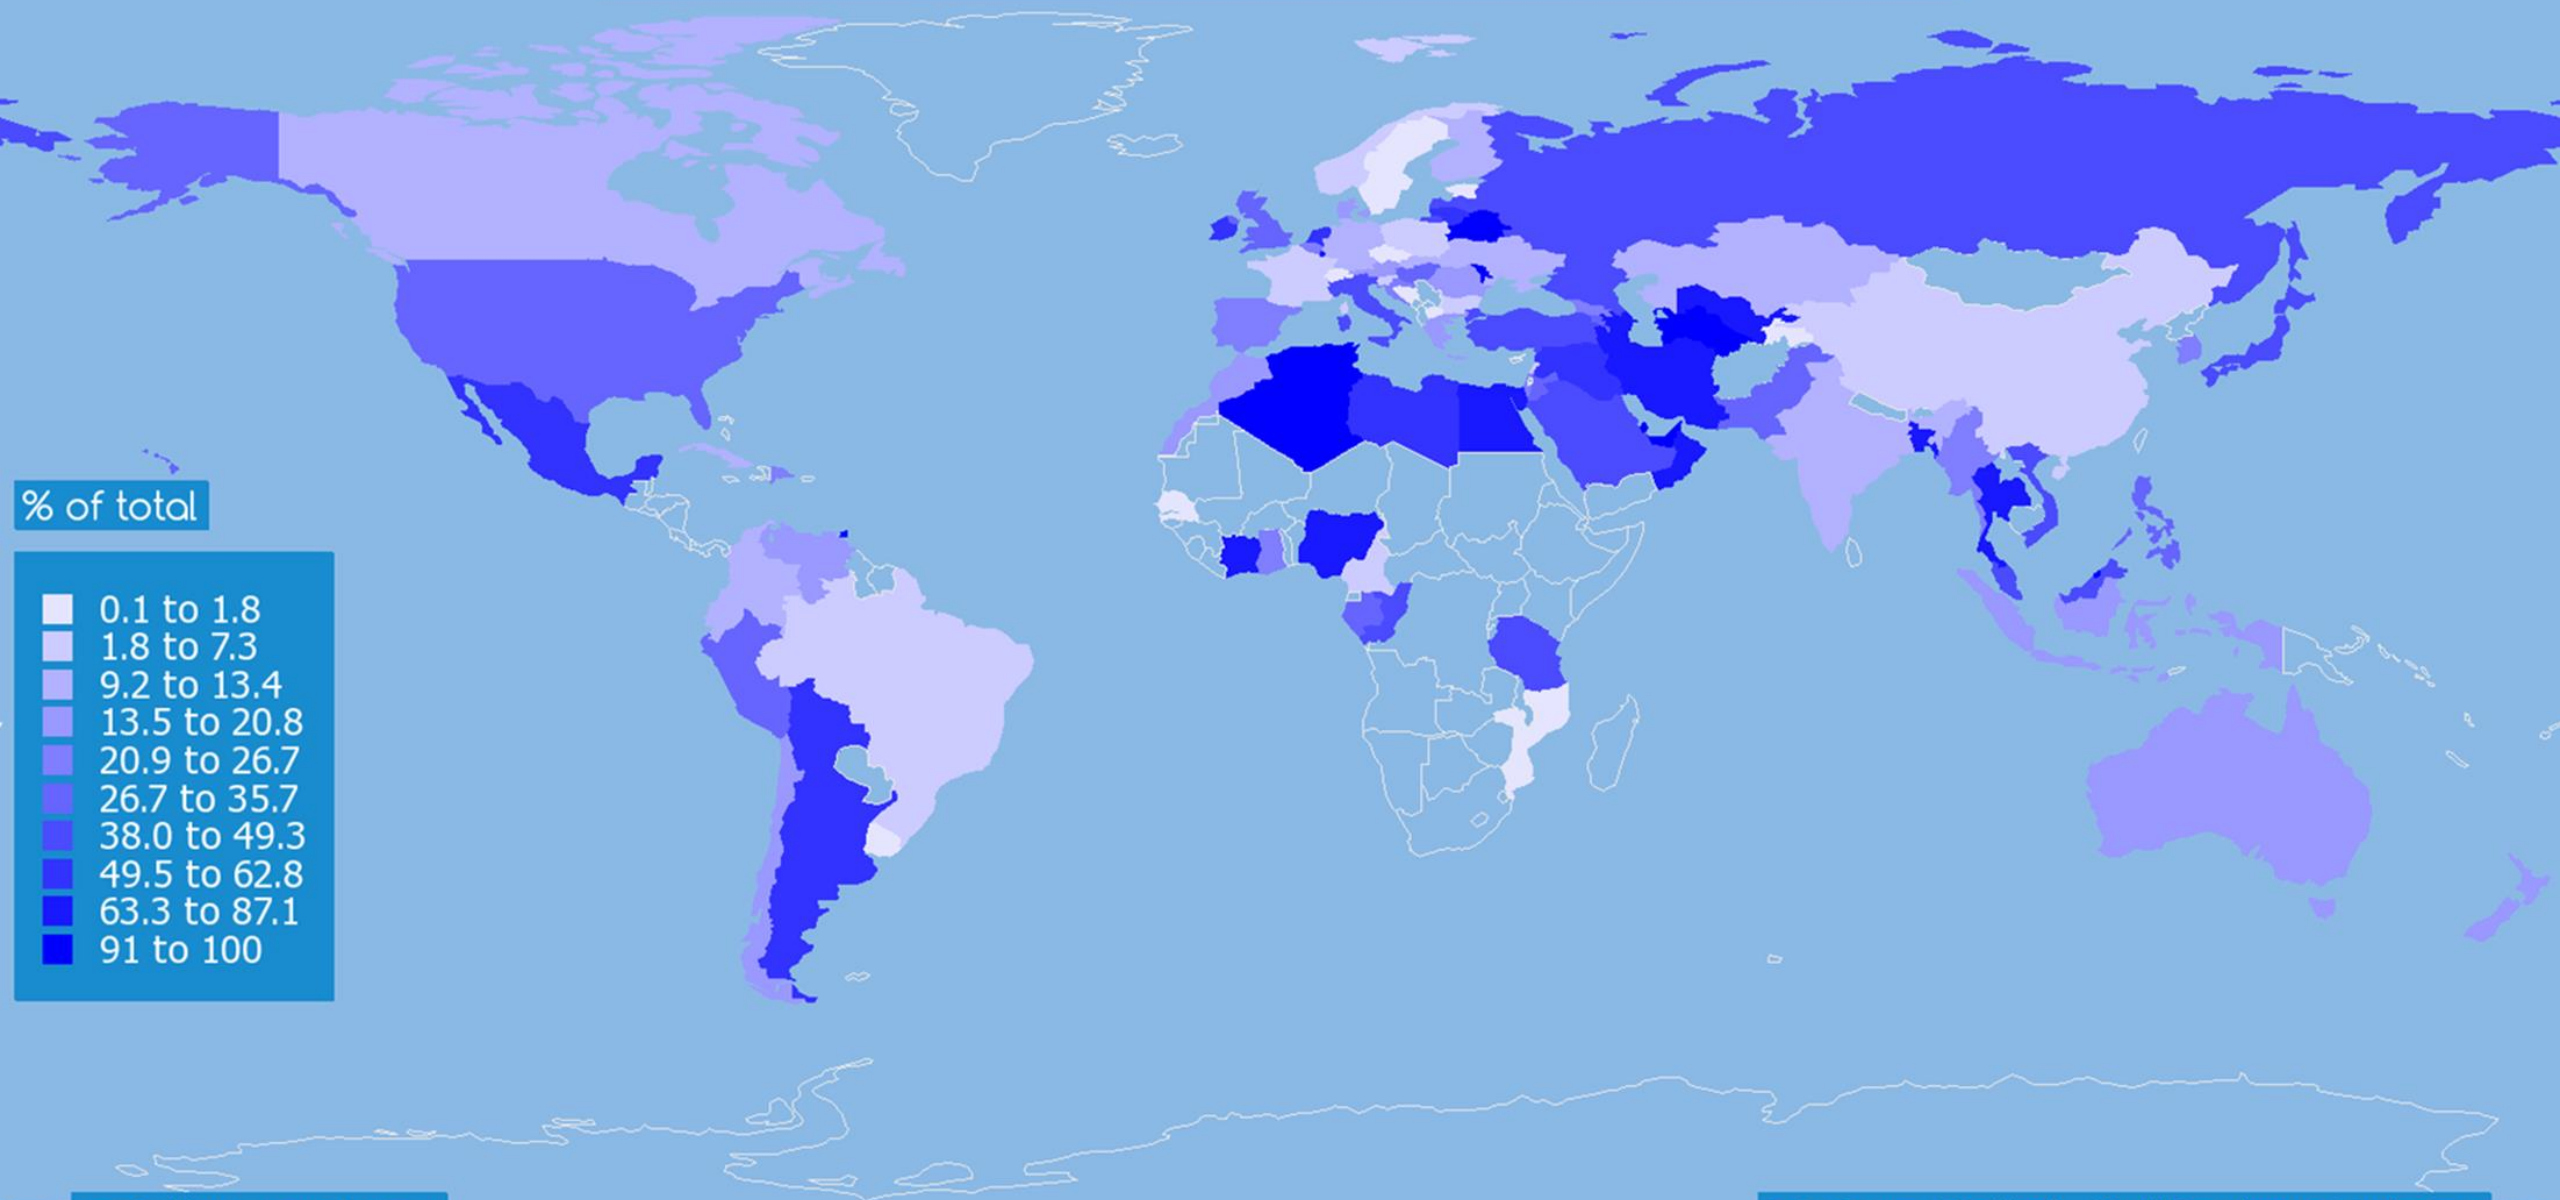 % of total
0.1 to 1.8
1.8 to 7.3
9.2 to 13.4
13.5 to 20.8
20.9 to 26.7
26.7 to 35.7
38.0 to 49.3
49.5 to 62.8
63.3 to 87.1
91 to 100